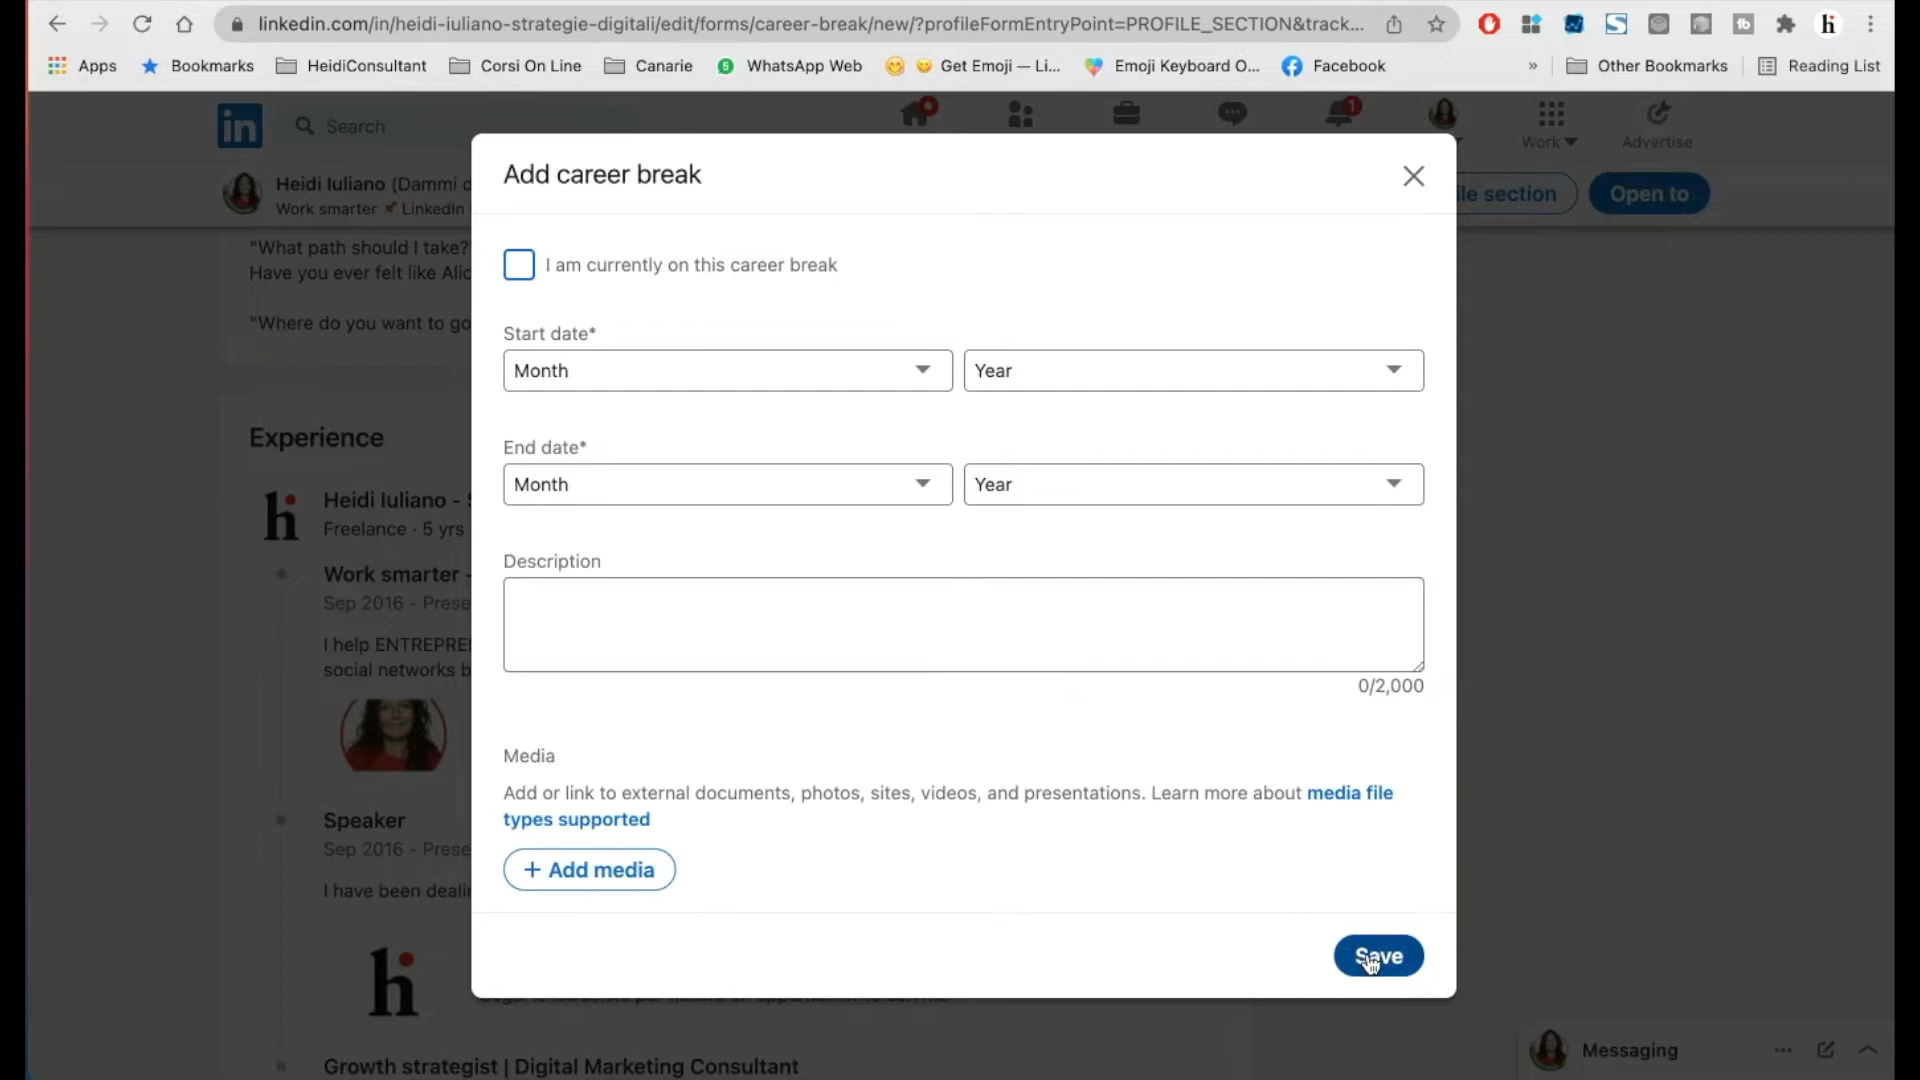 linkedin.com/in/heidi-iuliano-strategie-digitali/edit/forms/career-break/new/?profileFormEntryPoint=PROFILE_SECTION&track...
Apps Bookmarks HeidiConsultant Corsi On Line Canarie WhatsApp Web Get Emoji — Li... Emoji Keyboard O... Facebook » Other Bookmarks Reading List
in Search 1 Work Advertise
Add career break
Heidi Iuliano (Dammi d
Work smarter LinkedIn
ile section Open to
"What path should I take?"
Have you ever felt like Alic
"Where do you want to go
I am currently on this career break
Start date*
Month Year
End date*
Month Year
Description
0/2,000
Media
Add or link to external documents, photos, sites, videos, and presentations. Learn more about media file
types supported
+ Add media
Save
Experience
hi
Heidi Iuliano -
Freelance · 5 yrs
Work smarter -
Sep 2016 - Prese
I help ENTREPRE
social networks b
Speaker
Sep 2016 - Prese
I have been deali
hi
Growth strategist | Digital Marketing Consultant
Messaging